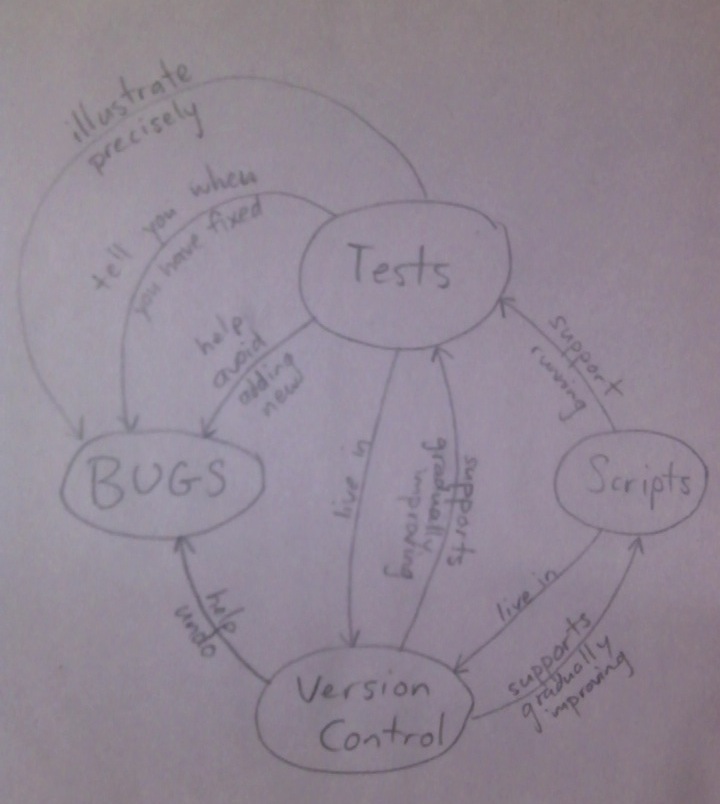 illustrate
precisely
tell you when
you have fixed
Tests
help
avoid
adding
new
support
running
BUGS
live in
supports
gradually
improving
Scripts
help
undo
live in
supports
gradually
improving
Version
Control